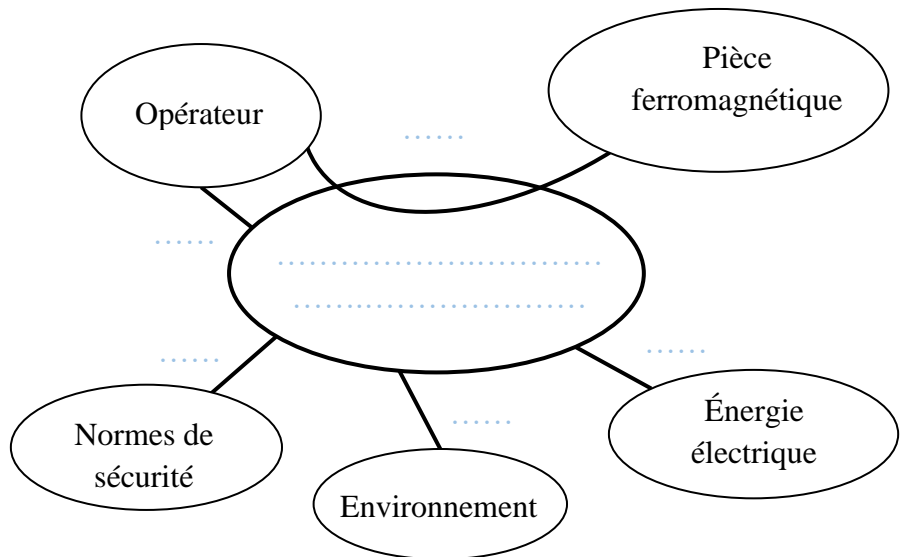 Pièce
ferromagnétique
Opérateur
......
......
..............................
...........................
......
......
......
Énergie
électrique
Normes de
sécurité
Environnement